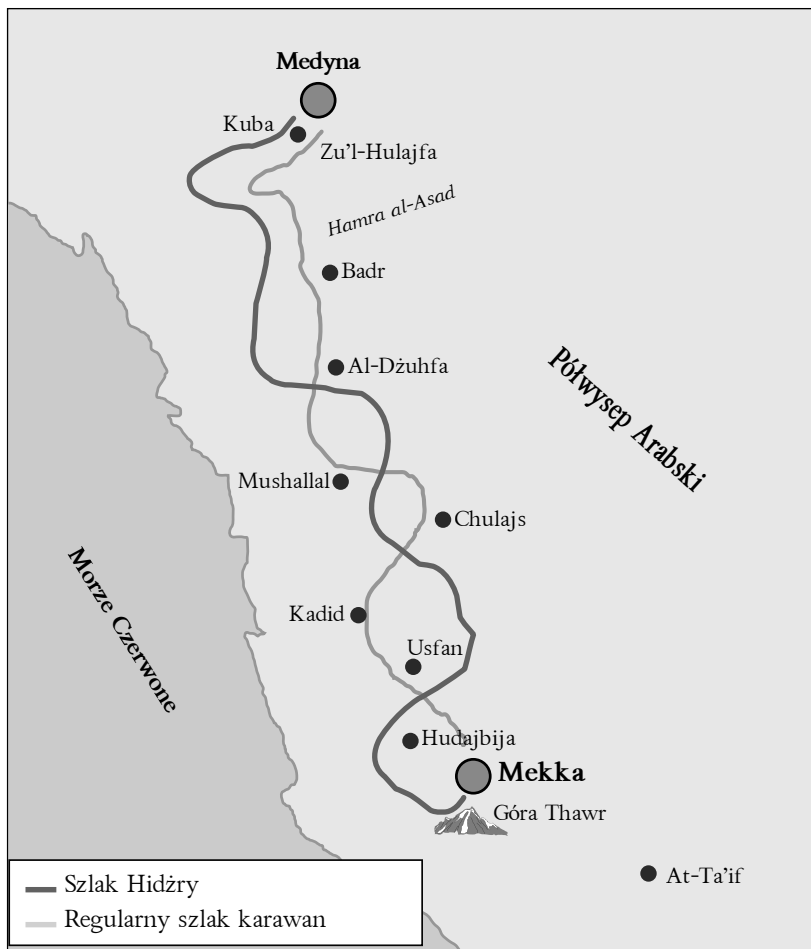 Medyna
Kuba
Zu’l-Hulajfa
Hamra al-Asad
Badr
Al-Dżuhfa
Półwysep Arabski
Mushallal
Chulajs
Morze Czerwone
Kadid
Usfan
Hudajbija
Mekka
Góra Thawr
At-Ta’if
Szlak Hidżry
Regularny szlak karawan